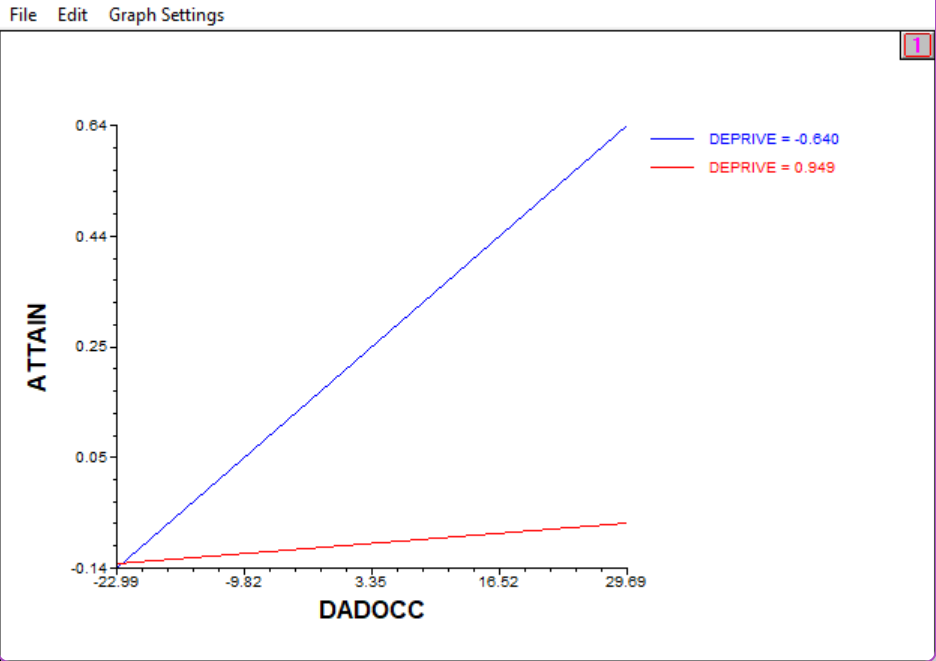 File Edit Graph Settings
1
0.64
DEPRIVE = -0.640
DEPRIVE = 0.949
0.44
0.25
0.05
-0.14
ATTAIN
-22.99 -9.82 3.35 16.52 29.69
DADOCC